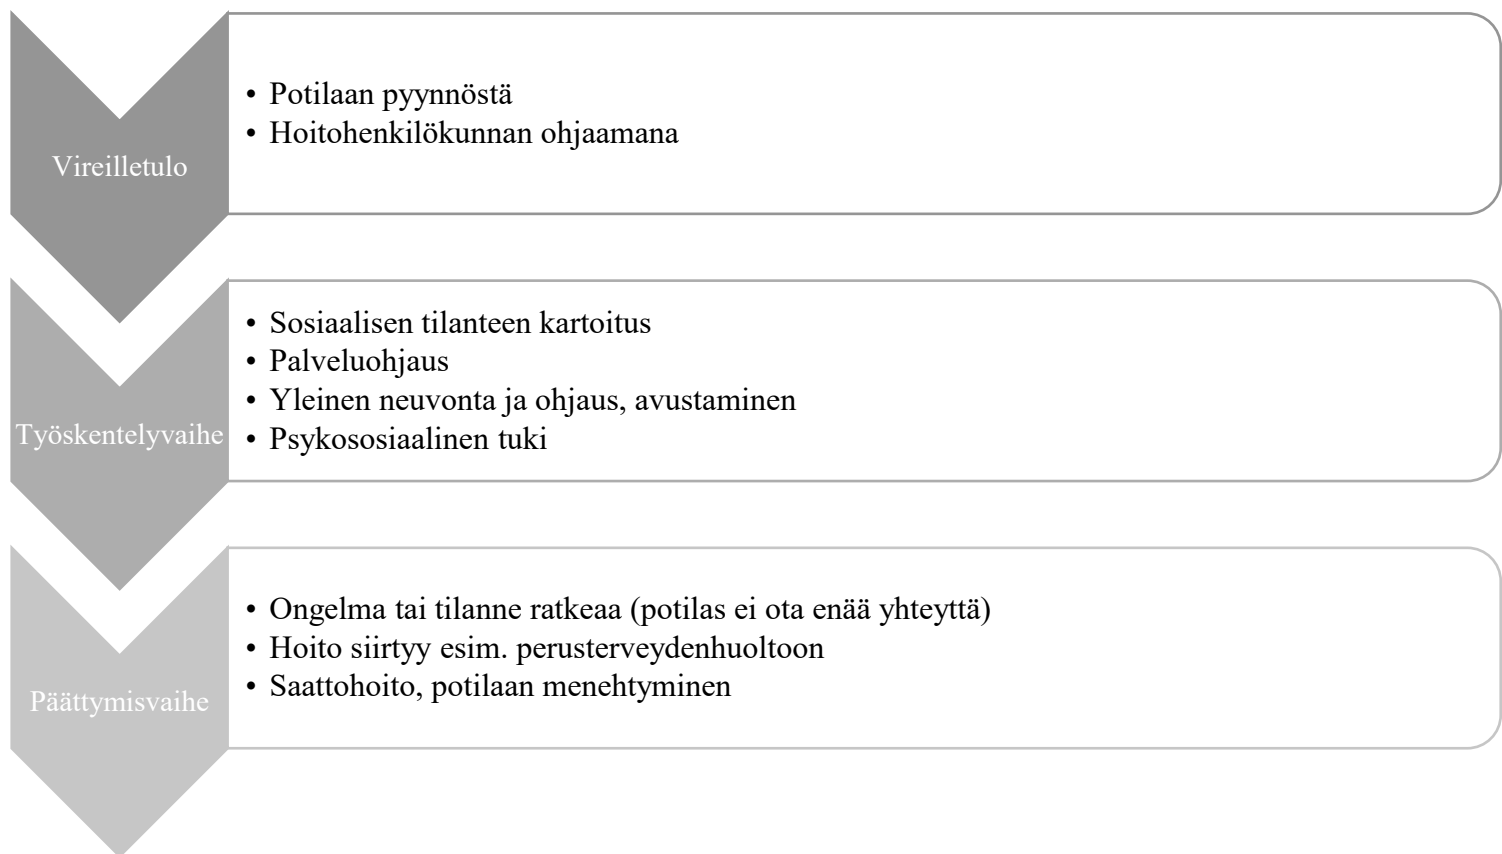 Vireilletulo
• Potilaan pyynnöstä
• Hoitohenkilökunnan ohjaamana
Työskentelyvaihe
• Sosiaalisen tilanteen kartoitus
• Palveluohjaus
• Yleinen neuvonta ja ohjaus, avustaminen
• Psykososiaalinen tuki
Päättymisvaihe
• Ongelma tai tilanne ratkeaa (potilas ei ota enää yhteyttä)
• Hoito siirtyy esim. perusterveydenhuoltoon
• Saattohoito, potilaan menehtyminen